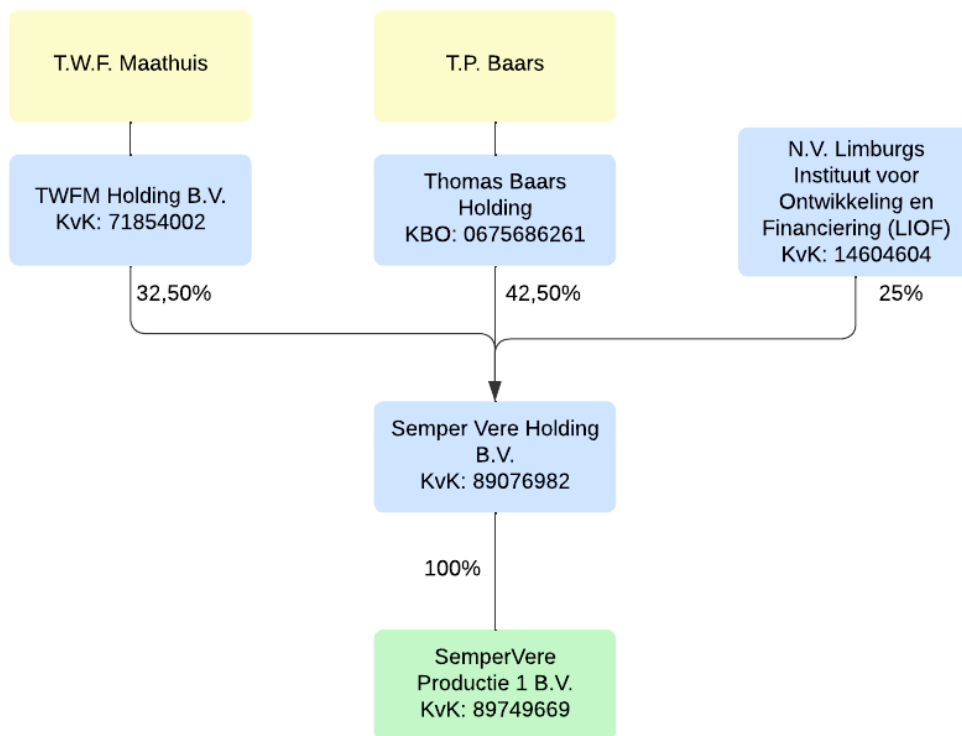 T.W.F. Maathuis
T.P. Baars
TWFM Holding B.V.
KvK: 71854002
Thomas Baars
Holding
KBO: 0675686261
N.V. Limburgs
Instituut voor
Ontwikkeling en
Financiering (LIOF)
KvK: 14604604
32,50%
42,50%
25%
Semper Vere Holding
B.V.
KvK: 89076982
100%
SemperVere
Productie 1 B.V.
KvK: 89749669